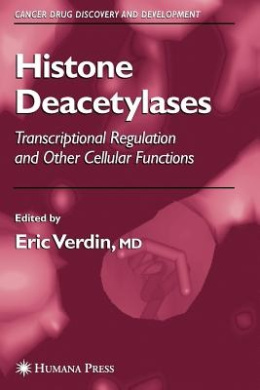 CANCER DRUG DISCOVERY AND DEVELOPMENT
Histone
Deacetylases
Transcriptional Regulation
and Other Cellular Functions
Edited by
Eric Verdin, MD
HUMANA PRESS